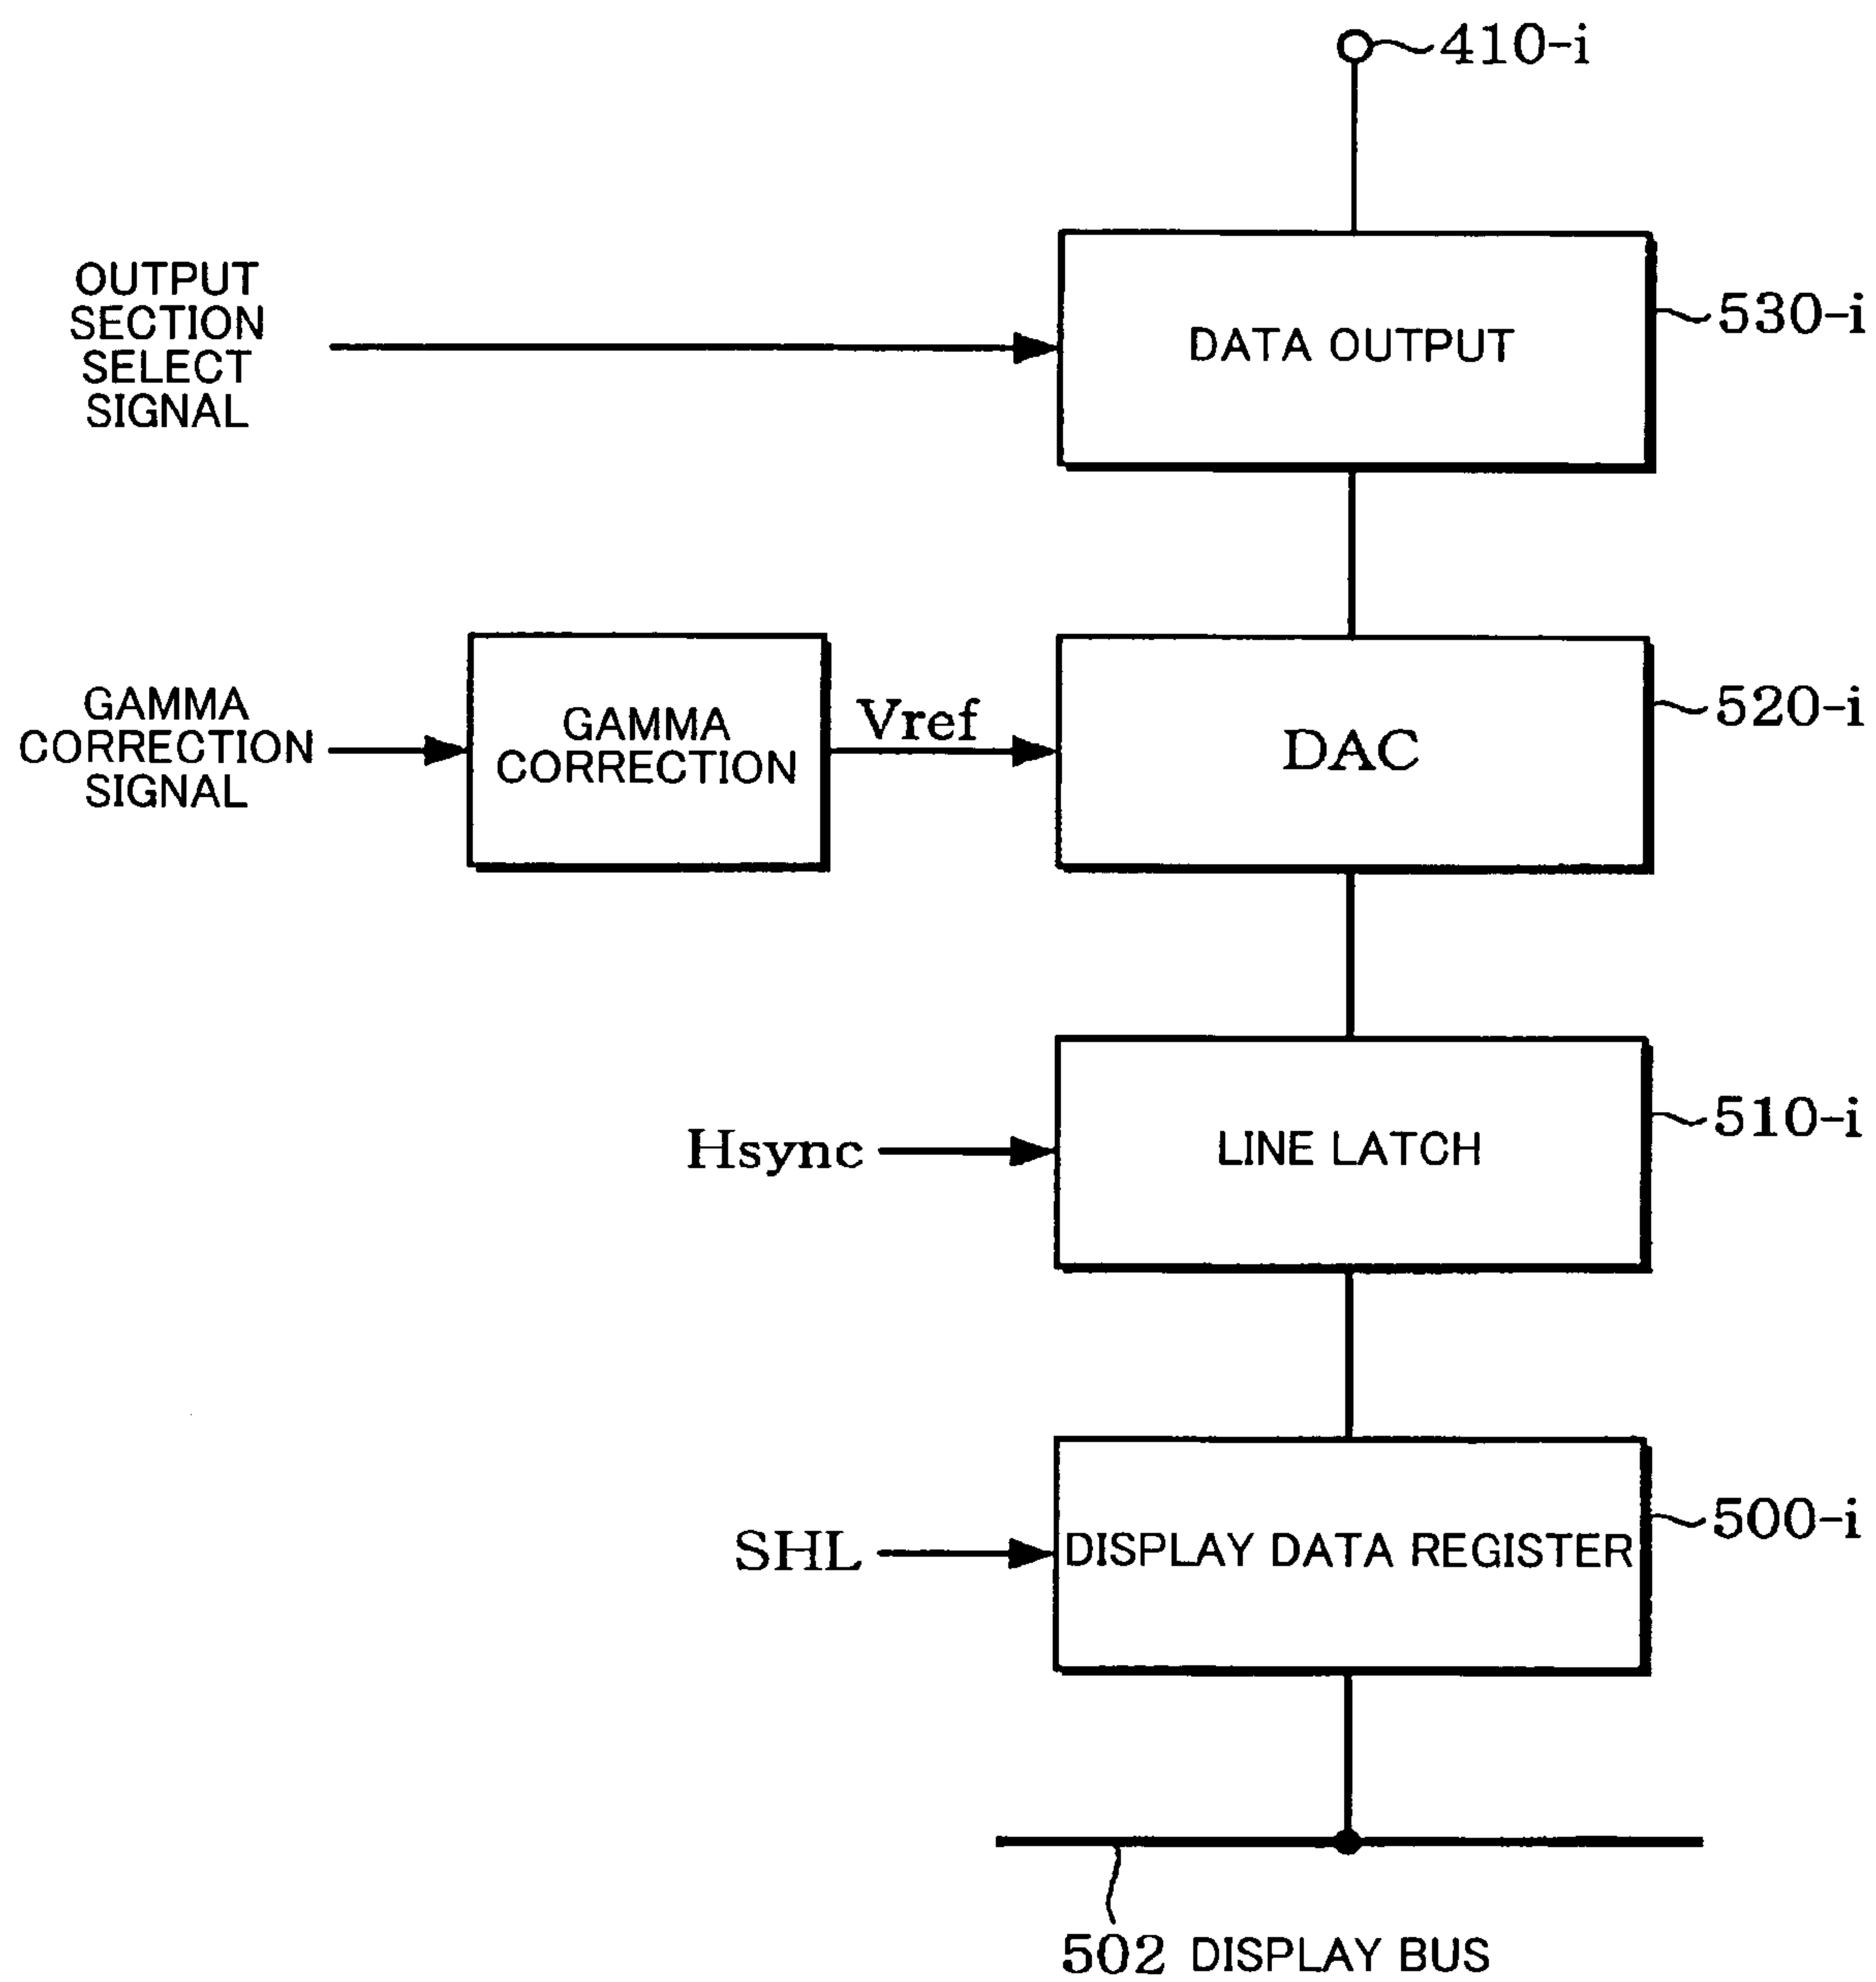 410-i
OUTPUT
SECTION
SELECT
SIGNAL
DATA OUTPUT
530-i
GAMMA
CORRECTION
SIGNAL
GAMMA
CORRECTION
Vref
DAC
520-i
Hsync
LINE LATCH
510-i
SHL
DISPLAY DATA REGISTER
500-i
502 DISPLAY BUS